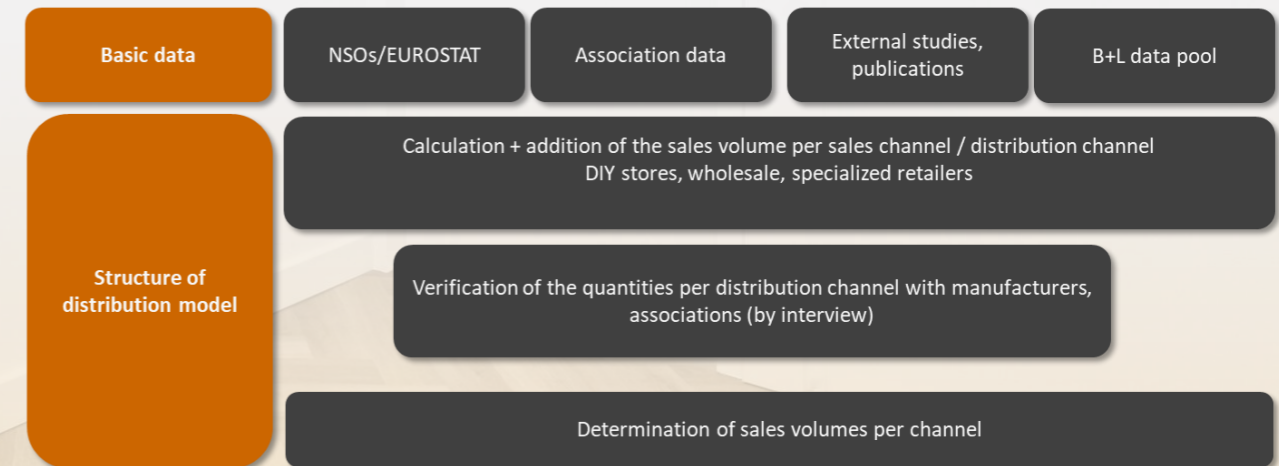 Basic data
NSOs/EUROSTAT
Association data
External studies,
publications
B+L data pool
Structure of
distribution model
Calculation + addition of the sales volume per sales channel / distribution channel
DIY stores, wholesale, specialized retailers
Verification of the quantities per distribution channel with manufacturers,
associations (by interview)
Determination of sales volumes per channel